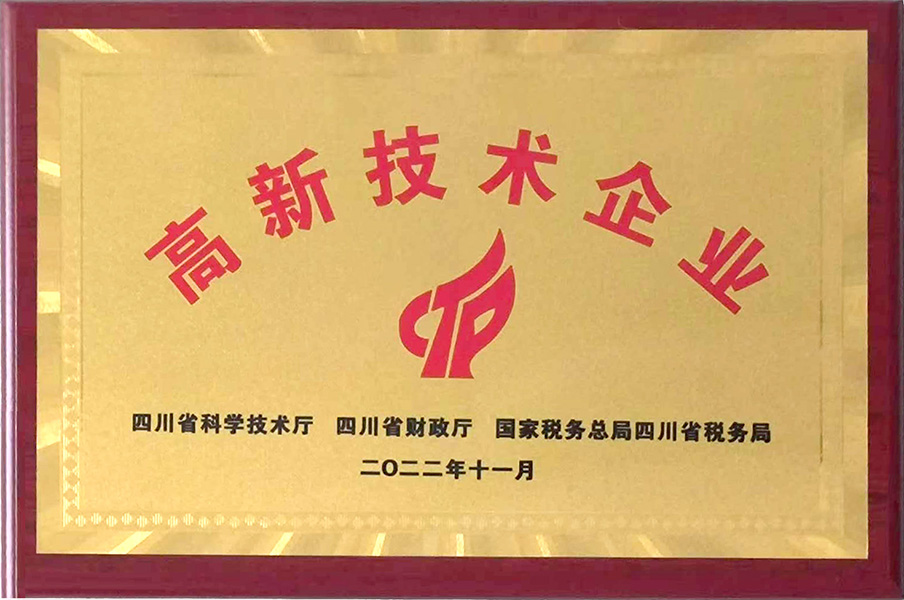 高新技术企业
CTP
四川省科学技术厅 四川省财政厅 国家税务总局四川省税务局
二〇二二年十一月